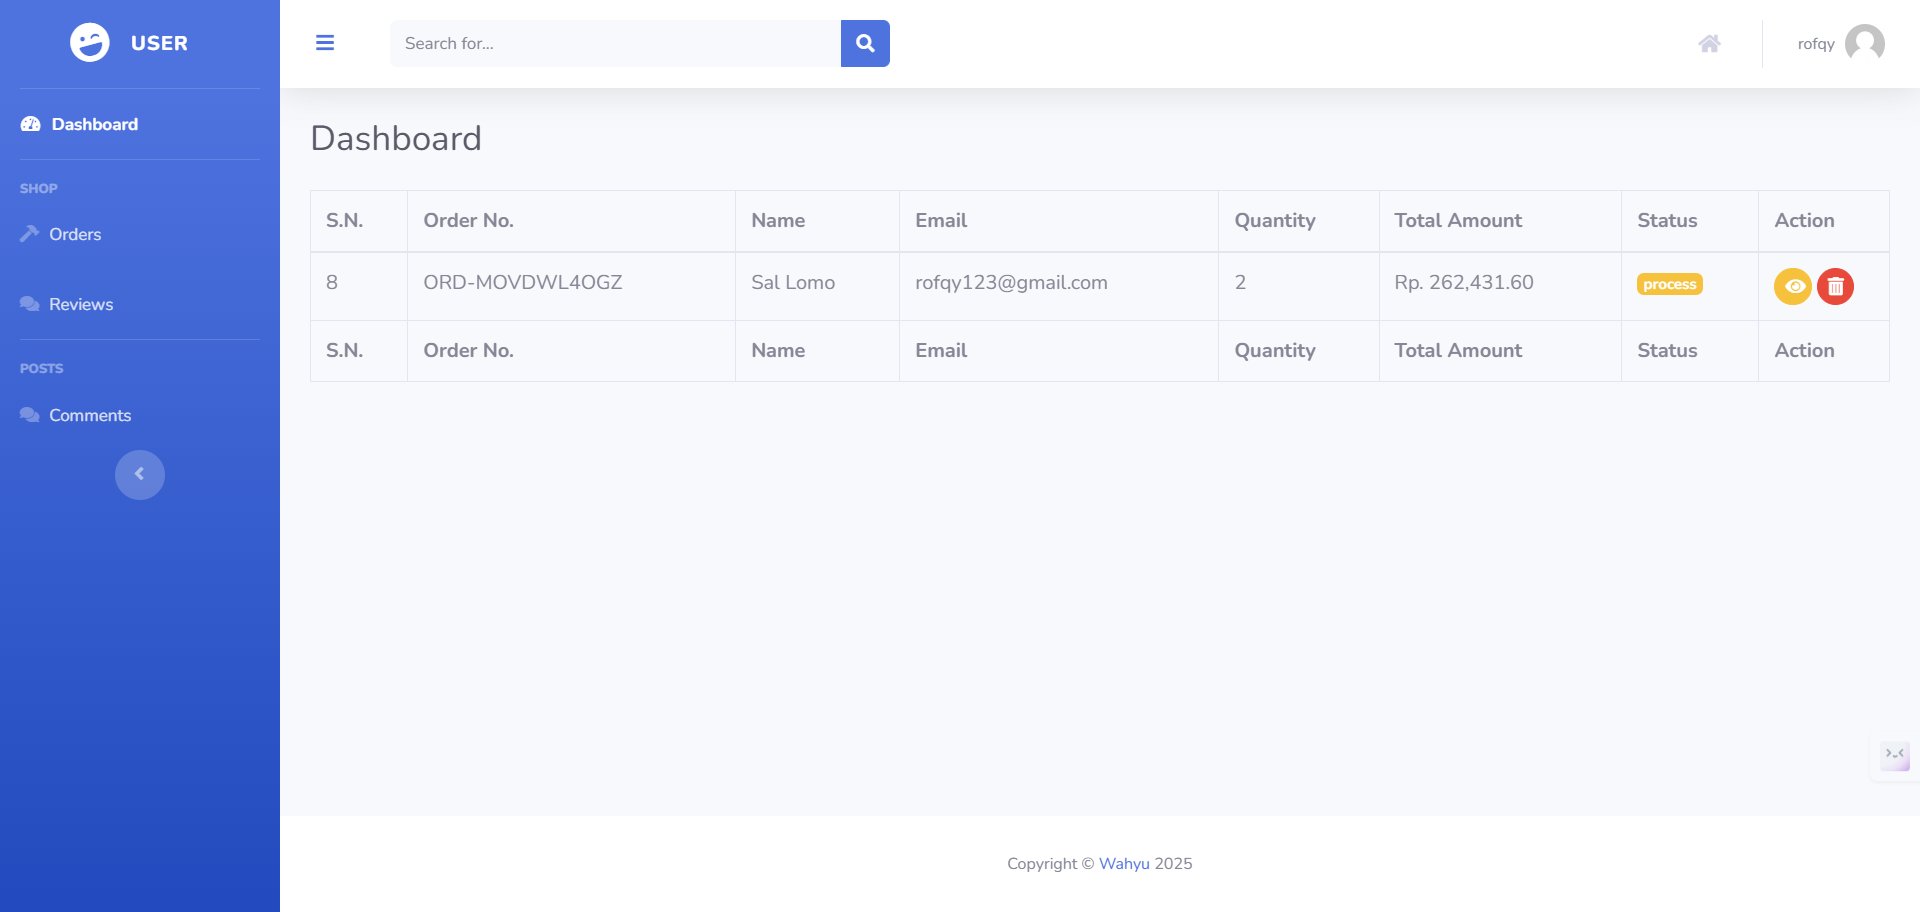 USER
Search for...
rofqy
Dashboard
SHOP
Orders
Reviews
POSTS
Comments
Dashboard
S.N. Order No. Name Email Quantity Total Amount Status Action
8 ORD-MOVDWL4OGZ Sal Lomo rofqy123@gmail.com 2 Rp. 262,431.60 process
S.N. Order No. Name Email Quantity Total Amount Status Action
Copyright © Wahyu 2025